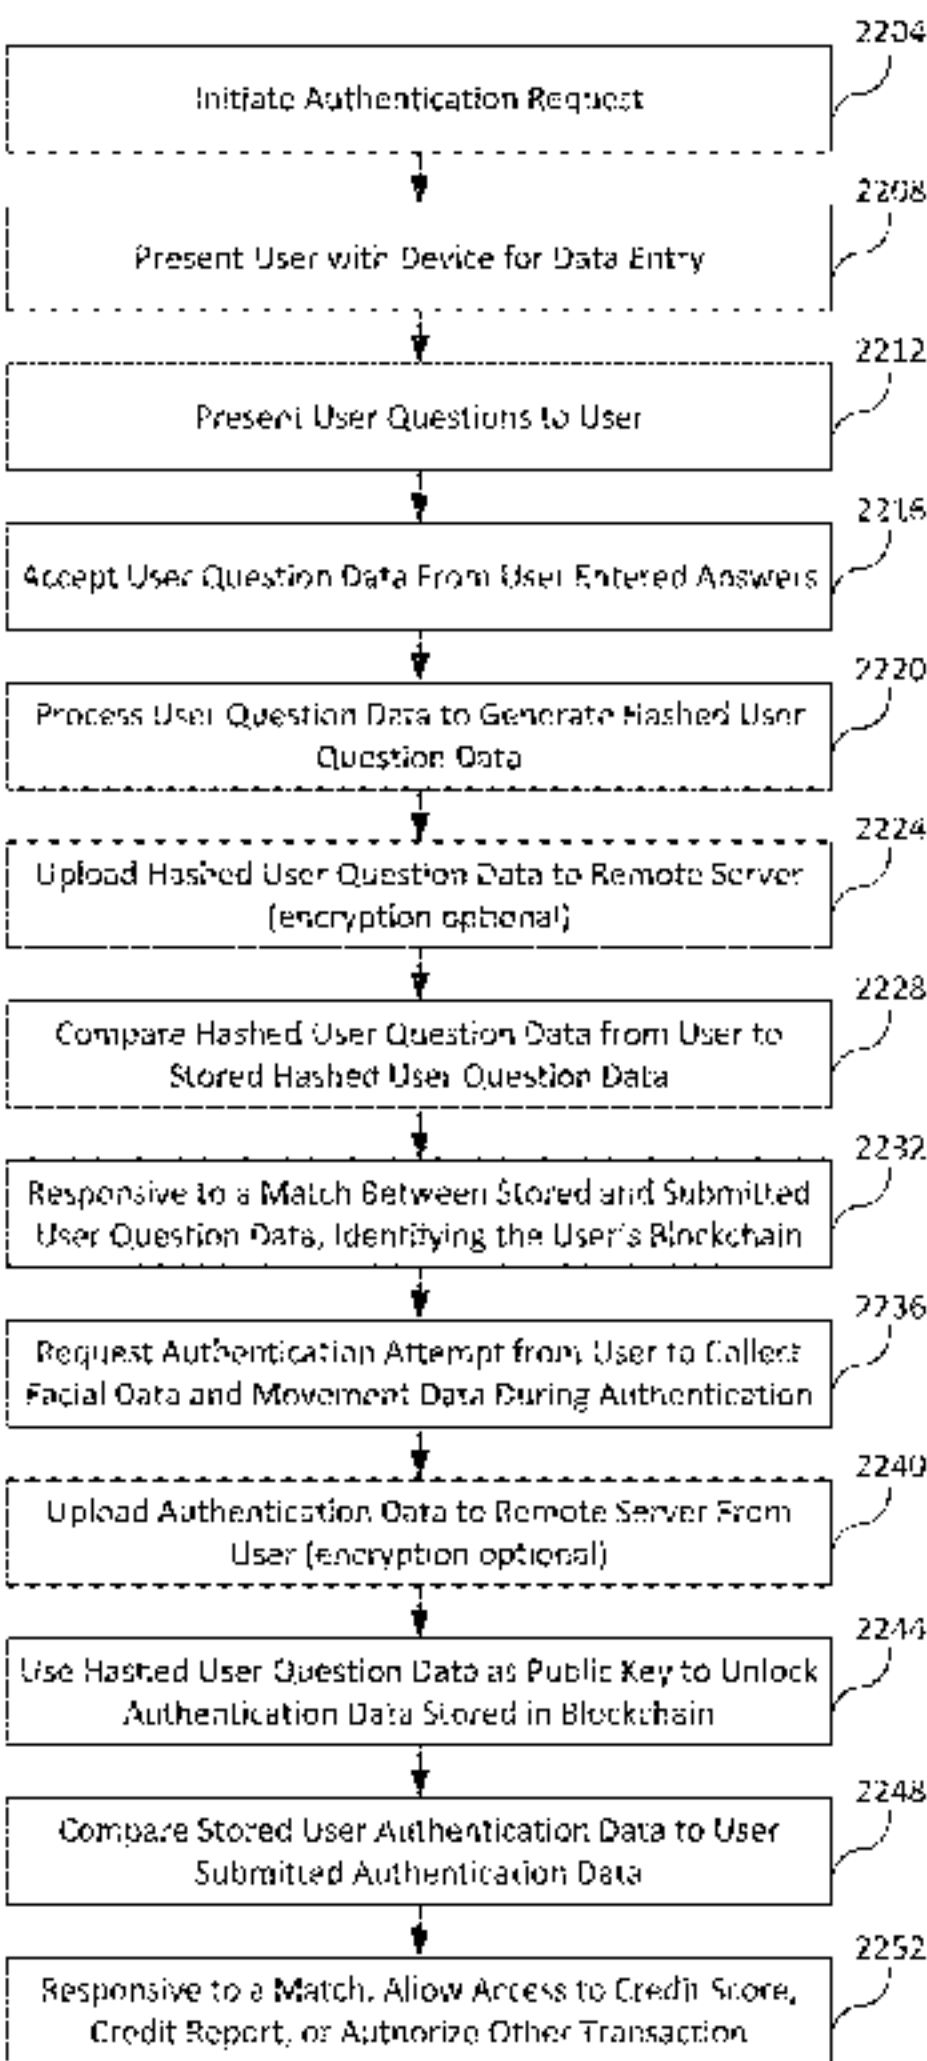 2204
Initiate Authentication Request
2208
Present User with Device for Data Entry
2212
Present User Questions to User
2216
Accept User Question Data From User Entered Answers
2220
Process User Question Data to Generate Hashed User
Question Data
2224
Upload Hashed User Question Data to Remote Server
(encryption optional)
2228
Compare Hashed User Question Data from User to
Stored Hashed User Question Data
2232
Responsive to a Match Between Stored and Submitted
User Question Data, Identifying the User's Blockchain
2236
Request Authentication Attempt from User to Collect
Facial Data and Movement Data During Authentication
2240
Upload Authentication Data to Remote Server From
User (encryption optional)
2244
Use Hashed User Question Data as Public Key to Unlock
Authentication Data Stored in Blockchain
2248
Compare Stored User Authentication Data to User
Submitted Authentication Data
2252
Responsive to a Match, Allow Access to Credit Score,
Credit Report, or Authorize Other Transaction